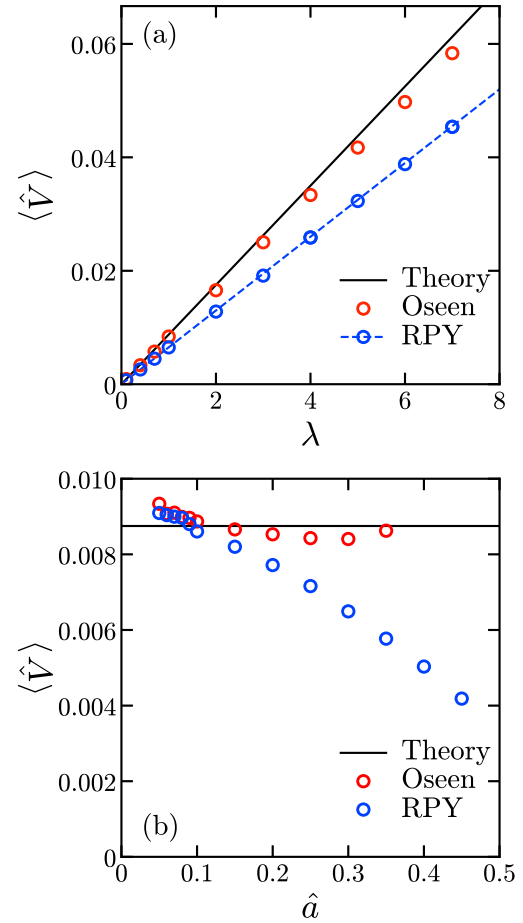 (a)
0.06
0.04
0.02
0
⟨V̂⟩
Theory
Oseen
RPY
0 2 4 6 8
λ
0.010
0.008
0.006
0.004
0.002
0
⟨V̂⟩
Theory
Oseen
RPY
(b)
0 0.1 0.2 0.3 0.4 0.5
â